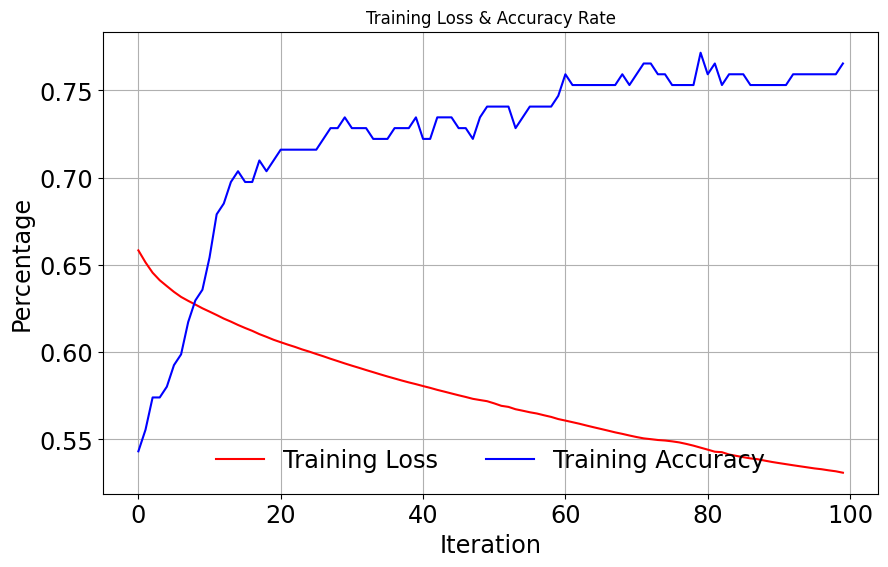 Training Loss & Accuracy Rate
Percentage
0.75
0.70
0.65
0.60
0.55
Training Loss
Training Accuracy
0 20 40 60 80 100
Iteration